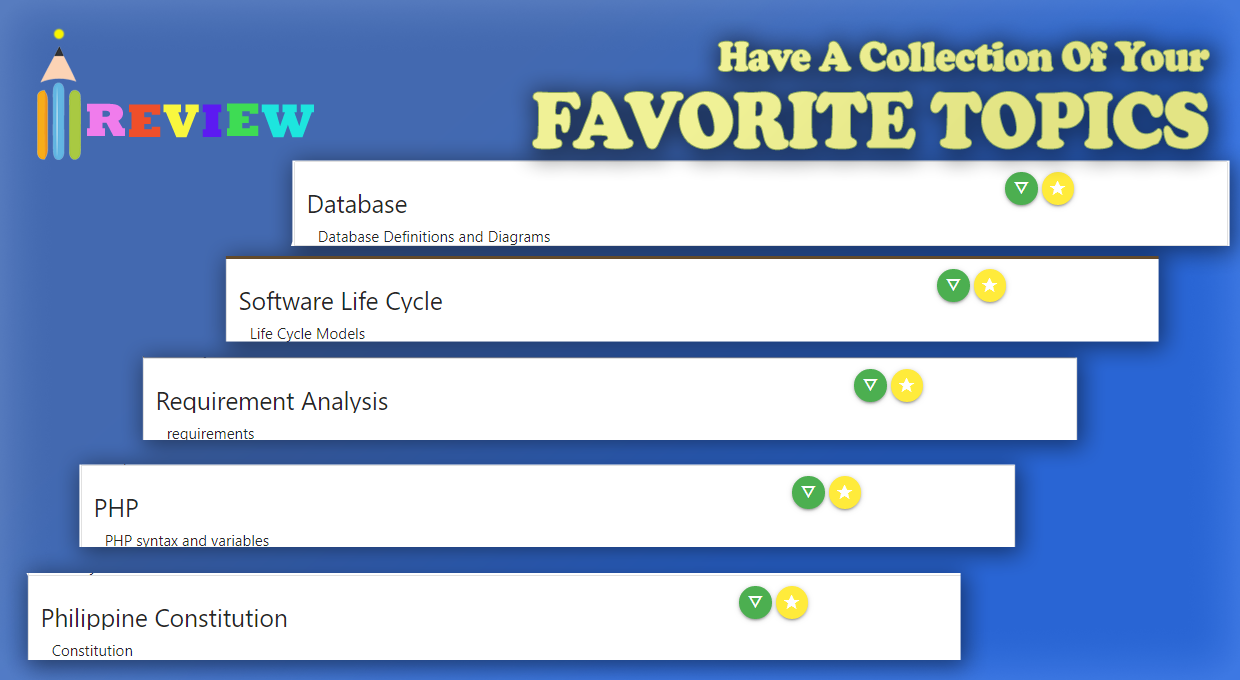 REVIEW
Have A Collection Of Your
FAVORITE TOPICS
Database
Database Definitions and Diagrams
Software Life Cycle
Life Cycle Models
Requirement Analysis
requirements
PHP
PHP syntax and variables
Philippine Constitution
Constitution